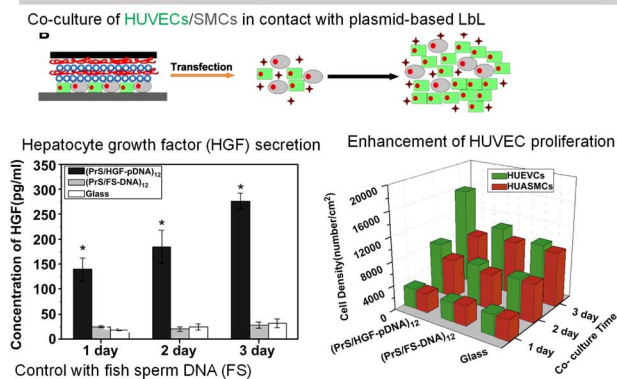 Co-culture of HUVECs/SMCs in contact with plasmid-based LbL
Transfection
Hepatocyte growth factor (HGF) secretion
Concentration of HGF(pg/ml)
350
300
250
200
150
100
50
0
(PrS/HGF-pDNA)12
(PrS/FS-DNA)12
Glass
*
*
*
1 day
2 day
3 day
Control with fish sperm DNA (FS)
Enhancement of HUVEC proliferation
HUEVCs
HUASMCs
Cell Density(number/cm2)
20000
16000
12000
8000
4000
0
(PrS/HGF-pDNA)12
(PrS/FS-DNA)12
Glass
1 day
2 day
3 day
Co- culture Time